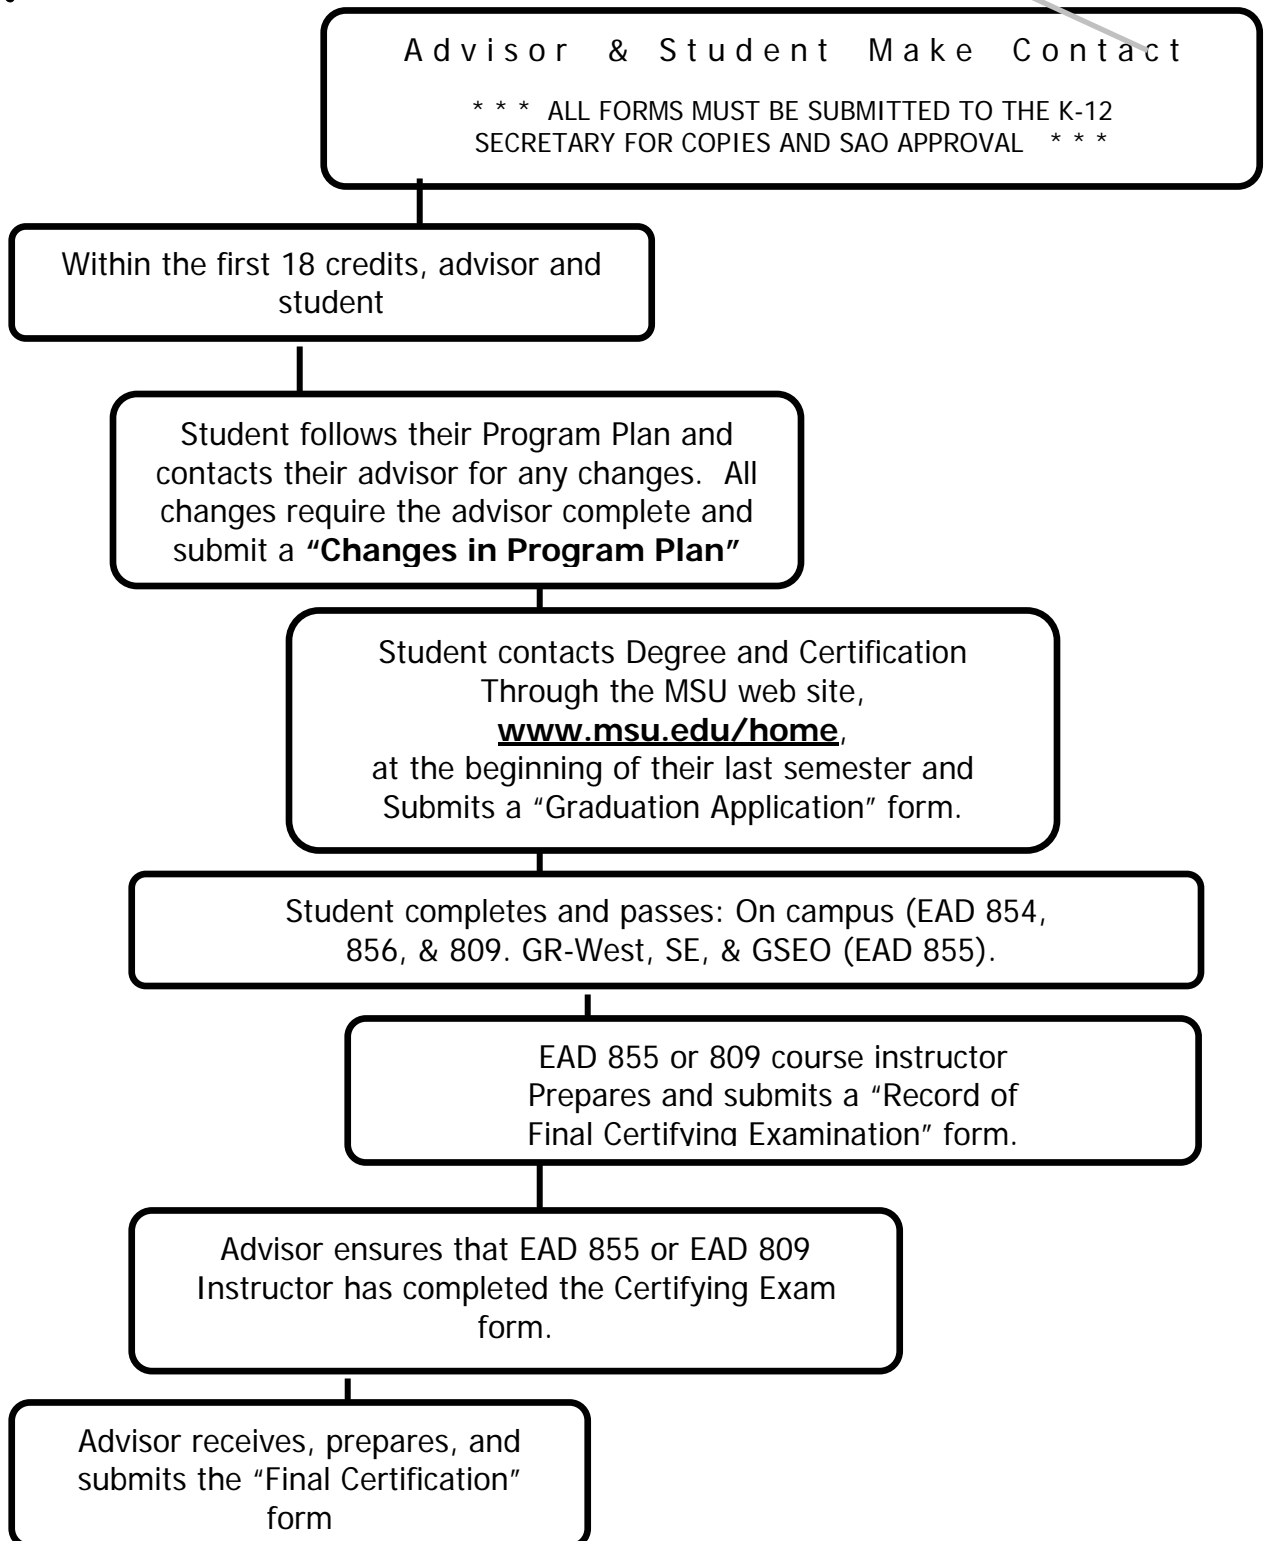 Advisor & Student Make Contact
* * * ALL FORMS MUST BE SUBMITTED TO THE K-12
SECRETARY FOR COPIES AND SAO APPROVAL * * *
Within the first 18 credits, advisor and
student
Student follows their Program Plan and
contacts their advisor for any changes. All
changes require the advisor complete and
submit a “Changes in Program Plan”
Student contacts Degree and Certification
Through the MSU web site,
www.msu.edu/home,
at the beginning of their last semester and
Submits a “Graduation Application” form.
Student completes and passes: On campus (EAD 854,
856, & 809. GR-West, SE, & GSEO (EAD 855).
EAD 855 or 809 course instructor
Prepares and submits a “Record of
Final Certifying Examination” form.
Advisor ensures that EAD 855 or EAD 809
Instructor has completed the Certifying Exam
form.
Advisor receives, prepares, and
submits the “Final Certification”
form